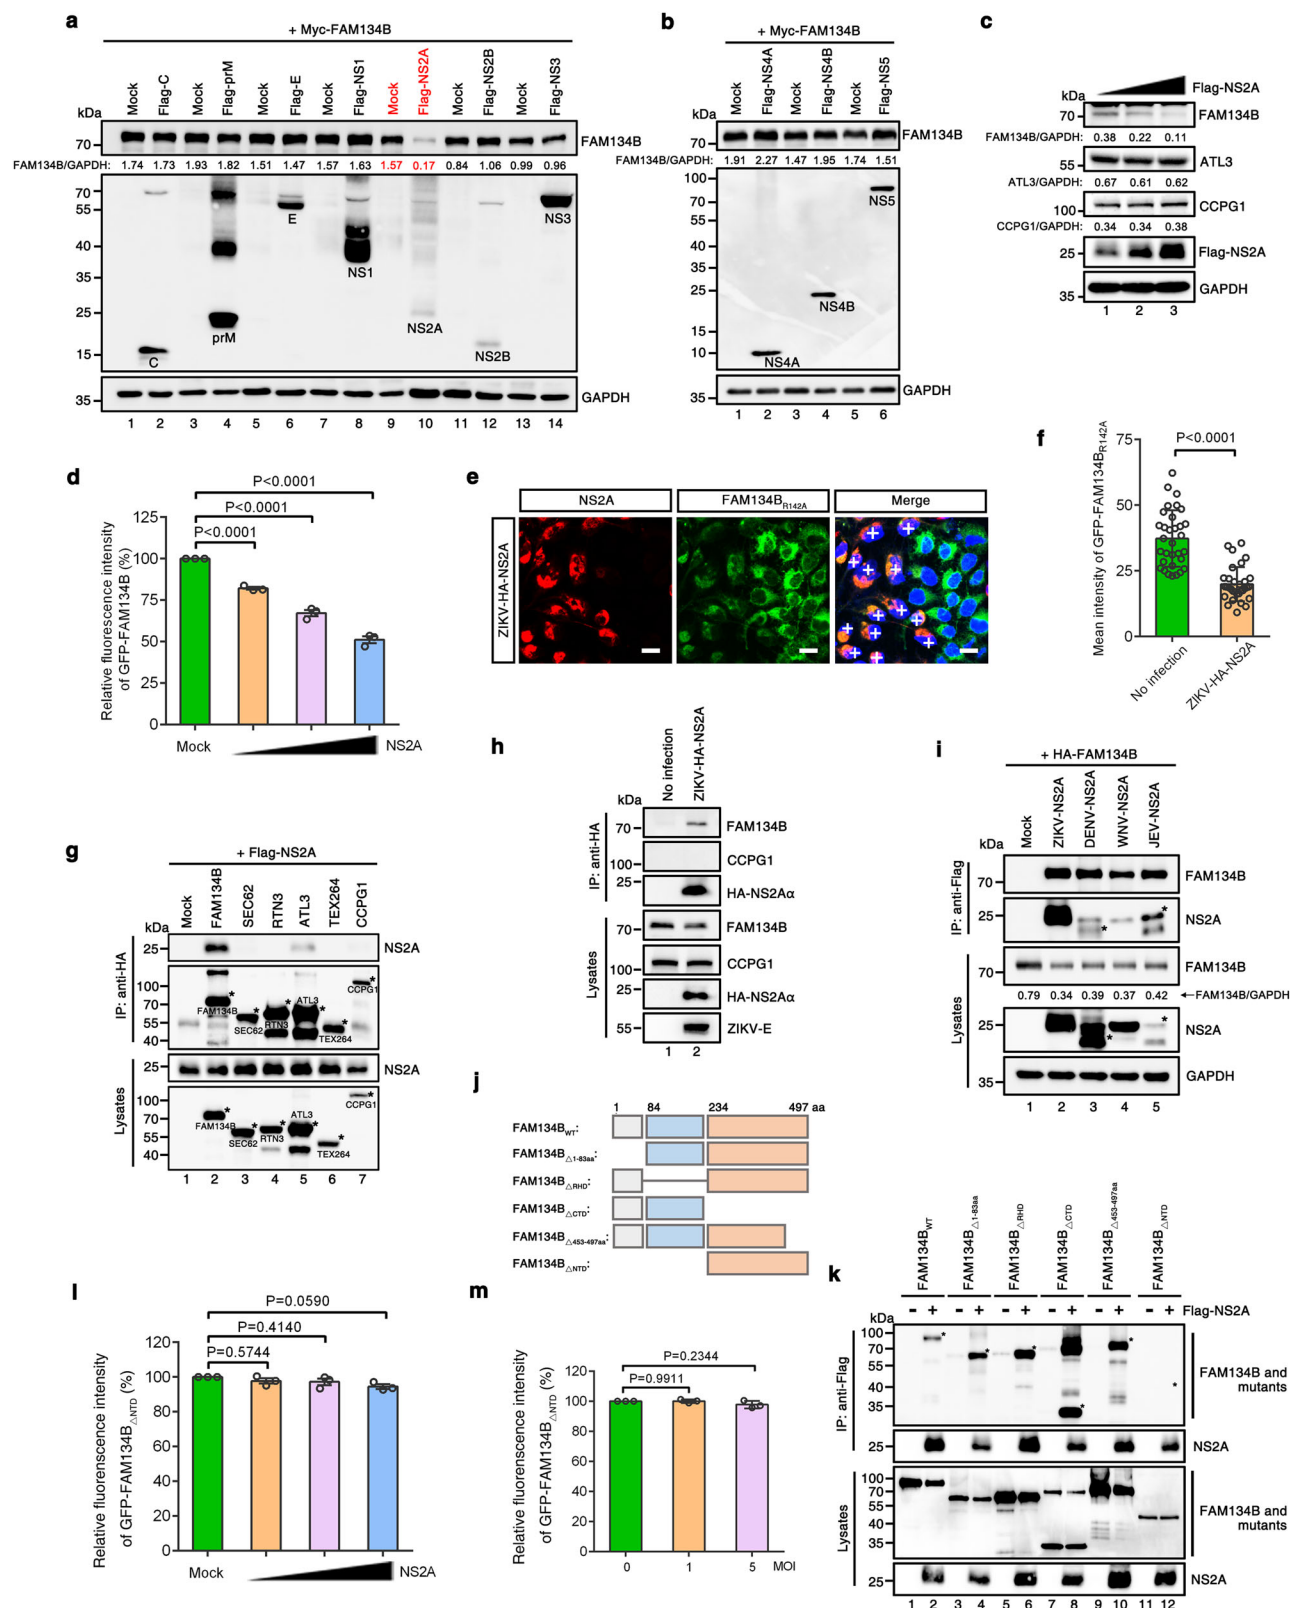 a
+ Myc-FAM134B
Mock Flag-C Mock Flag-prM Mock Flag-E Mock Flag-NS1 Mock Flag-NS2A Mock Flag-NS2B Mock Flag-NS3
kDa
70 FAM134B
FAM134B/GAPDH: 1.74 1.73 1.93 1.82 1.51 1.47 1.57 1.63 1.57 0.17 0.84 1.06 0.99 0.96
70
55
40
35
25
15
C prM E NS1 NS2A NS2B NS3
35 GAPDH
1 2 3 4 5 6 7 8 9 10 11 12 13 14
b
+ Myc-FAM134B
Mock Flag-NS4A Mock Flag-NS4B Mock Flag-NS5
kDa
70 FAM134B
FAM134B/GAPDH: 1.91 2.27 1.47 1.95 1.74 1.51
100
70
55
40
35
25
15
10
NS4A NS4B NS5
35 GAPDH
1 2 3 4 5 6
c
Flag-NS2A
kDa
70 FAM134B
FAM134B/GAPDH: 0.38 0.22 0.11
55 ATL3
ATL3/GAPDH: 0.67 0.61 0.62
100 CCPG1
CCPG1/GAPDH: 0.34 0.34 0.38
25 Flag-NS2A
35 GAPDH
1 2 3
d
P<0.0001
P<0.0001
P<0.0001
Relative fluorescence intensity
of GFP-FAM134B (%)
125
100
75
50
25
0
Mock NS2A
e
NS2A FAM134BR142A Merge
ZIKV-HA-NS2A
+ + + + + + + + + + + +
f
P<0.0001
Mean intensity of GFP-FAM134BR142A
75
50
25
0
No infection ZIKV-HA-NS2A
g
+ Flag-NS2A
Mock FAM134B SEC62 RTN3 ATL3 TEX264 CCPG1
kDa
IP: anti-HA
25 NS2A
100
70
55
40
FAM134B* SEC62* RTN3* ATL3* TEX264* CCPG1*
Lysates
25 NS2A
100
70
55
40
FAM134B* SEC62* RTN3* ATL3* TEX264* CCPG1*
1 2 3 4 5 6 7
h
No infection ZIKV-HA-NS2A
kDa
IP: anti-HA
70 FAM134B
100 CCPG1
25 HA-NS2Aα
Lysates
70 FAM134B
100 CCPG1
25 HA-NS2Aα
55 ZIKV-E
1 2
i
+ HA-FAM134B
Mock ZIKV-NS2A DENV-NS2A WNV-NS2A JEV-NS2A
kDa
IP: anti-Flag
70 FAM134B
25 NS2A
* *
Lysates
70 FAM134B
0.79 0.34 0.39 0.37 0.42 ←FAM134B/GAPDH
25 NS2A
* *
35 GAPDH
1 2 3 4 5
j
1 84 234 497 aa
FAM134BWT:
FAM134B△1-83aa:
FAM134B△RHD:
FAM134B△CTD:
FAM134B△453-497aa:
FAM134B△NTD:
k
FAM134BWT FAM134B△1-83aa FAM134B△RHD FAM134B△CTD FAM134B△453-497aa FAM134B△NTD
- + - + - + - + - + - + Flag-NS2A
kDa
IP: anti-Flag
100
70
55
40
35
* * * * * *
FAM134B and
mutants
25 NS2A
Lysates
100
70
55
40
35
FAM134B and
mutants
25 NS2A
1 2 3 4 5 6 7 8 9 10 11 12
l
P=0.0590
P=0.4140
P=0.5744
Relative fluorenscence intensity
of GFP-FAM134B△NTD (%)
120
100
80
60
40
20
0
Mock NS2A
m
P=0.2344
P=0.9911
Relative fluorenscence intensity
of GFP-FAM134B△NTD (%)
120
100
80
60
40
20
0
0 1 5 MOI